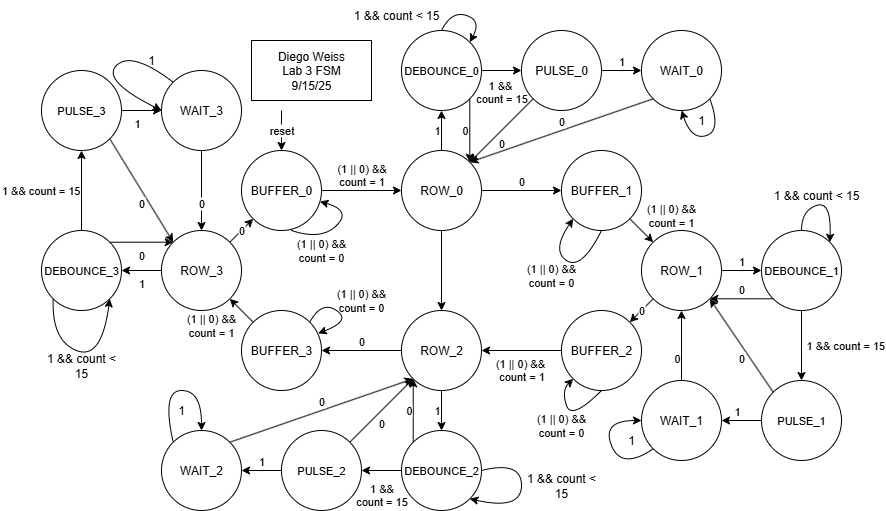 1 && count < 15
Diego Weiss
Lab 3 FSM
9/15/25
DEBOUNCE_0
PULSE_0
1
WAIT_0
1 &&
count = 15
1
0
0
0
1
1
PULSE_3
1
WAIT_3
reset
1 && count = 15
0
0
BUFFER_0
(1 || 0) &&
count = 1
ROW_0
0
BUFFER_1
(1 || 0) &&
count = 1
1 && count < 15
0
(1 || 0) &&
count = 0
(1 || 0) &&
count = 0
DEBOUNCE_3
0
1
ROW_3
ROW_1
1
0
DEBOUNCE_1
1 && count <
15
(1 || 0) &&
count = 1
(1 || 0) &&
count = 0
0
BUFFER_3
0
ROW_2
(1 || 0) &&
count = 1
BUFFER_2
0
0
1 && count = 15
(1 || 0) &&
count = 0
1
0
0
0
1
WAIT_1
1
PULSE_1
1
WAIT_2
1
PULSE_2
1 &&
count = 15
DEBOUNCE_2
1 && count <
15